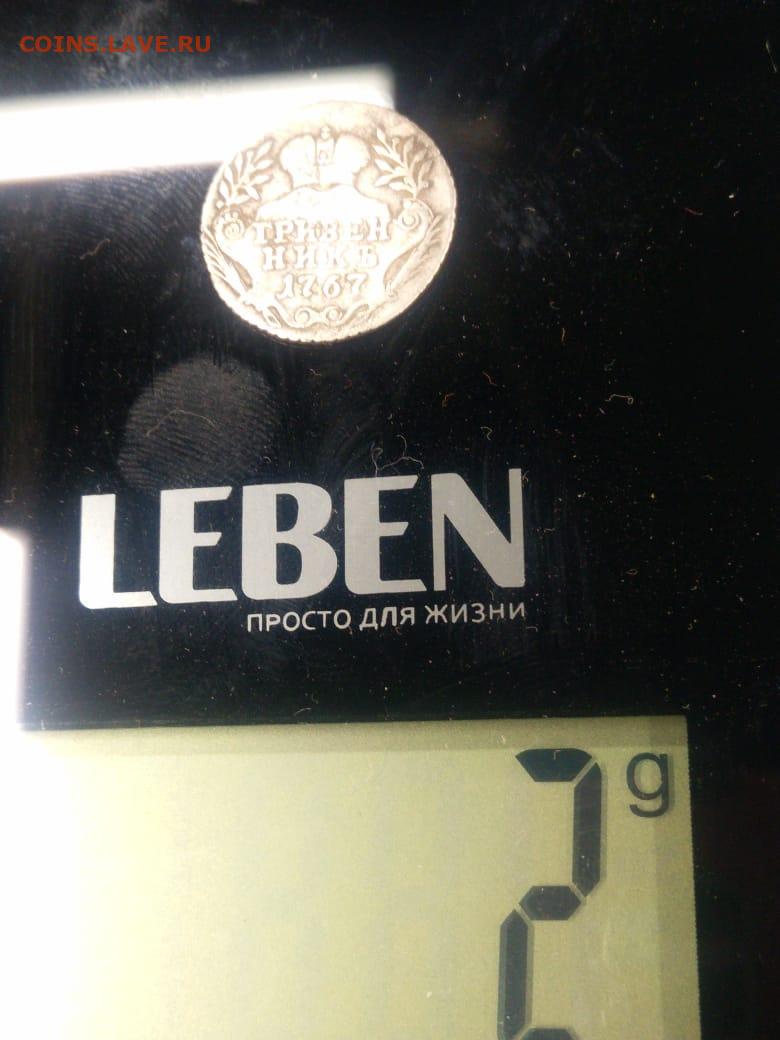 COINS.LAVE.RU
ГРИВЕН
НИКЪ
1767
LEBEN
ПРОСТО ДЛЯ ЖИЗНИ
2 g